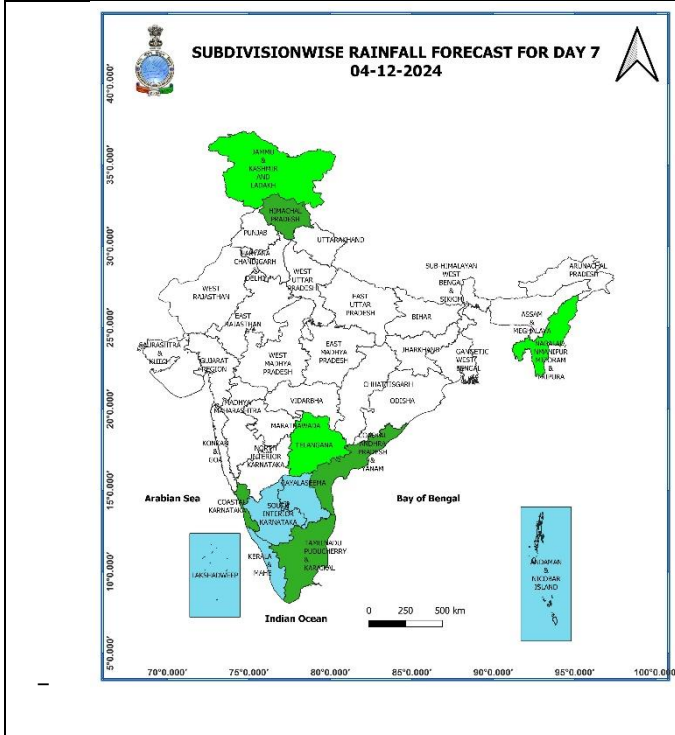 SUBDIVISIONWISE RAINFALL FORECAST FOR DAY 7
04-12-2024
40°0.000'
35°0.000'
30°0.000'
25°0.000'
20°0.000'
15°0.000'
10°0.000'
5°0.000'
JAMMU
&
KASHMIR
AND
LADAKH
HIMACHAL
PRADESH
PUNJAB
UTTARAKHAND
CHANDIGARH
DELHI
WEST
UTTAR
PRADESH
WEST
RAJASTHAN
EAST
RAJASTHAN
EAST
UTTAR
PRADESH
SUB-HIMALAYAN
WEST
BENGAL
&
SIKKIM
ARUNACHAL
PRADESH
ASSAM
&
MEGHALAYA
MANIPUR
MIZORAM
&
TRIPURA
BIHAR
SAURASHTRA
&
KUTCH
GUJARAT
REGION
WEST
MADHYA
PRADESH
EAST
MADHYA
PRADESH
JHARKHAND
GANGETIC
WEST
BENGAL
CHHATTISGARH
ODISHA
MADHYA
MAHARASHTRA
VIDARBHA
MARATHAWADA
TELANGANA
KONKAN
&
GOA
NORTH
INTERIOR
KARNATAKA
ANDHRA
PRADESH
&
YANAM
RAYALASEEMA
Arabian Sea
Bay of Bengal
COASTAL
KARNATAKA
SOUTH
INTERIOR
KARNATAKA
KERALA
&
MAHE
TAMILNADU
PUDUCHERRY
&
KARAIKAL
LAKSHADWEEP
ANDAMAN
&
NICOBAR
ISLAND
0 250 500 km
Indian Ocean
70°0.000' 75°0.000' 80°0.000' 85°0.000' 90°0.000' 95°0.000' 100°0.00
–